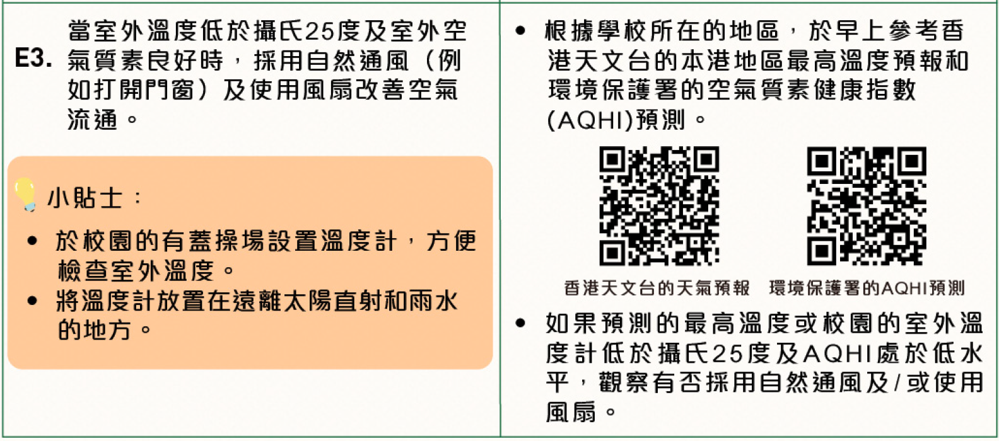 E3. 當室外溫度低於攝氏25度及室外空
氣質素良好時，採用自然通風（例
如打開門窗）及使用風扇改善空氣
流通。
小貼士：
• 於校園的有蓋操場設置溫度計，方便
檢查室外溫度。
• 將溫度計放置在遠離太陽直射和雨水
的地方。
• 根據學校所在的地區，於早上參考香
港天文台的本港地區最高溫度預報和
環境保護署的空氣質素健康指數
(AQHI)預測。
香港天文台的天氣預報
環境保護署的AQHI預測
• 如果預測的最高溫度或校園的室外溫
度計低於攝氏25度及AQHI處於低水
平，觀察有否採用自然通風及/或使用
風扇。